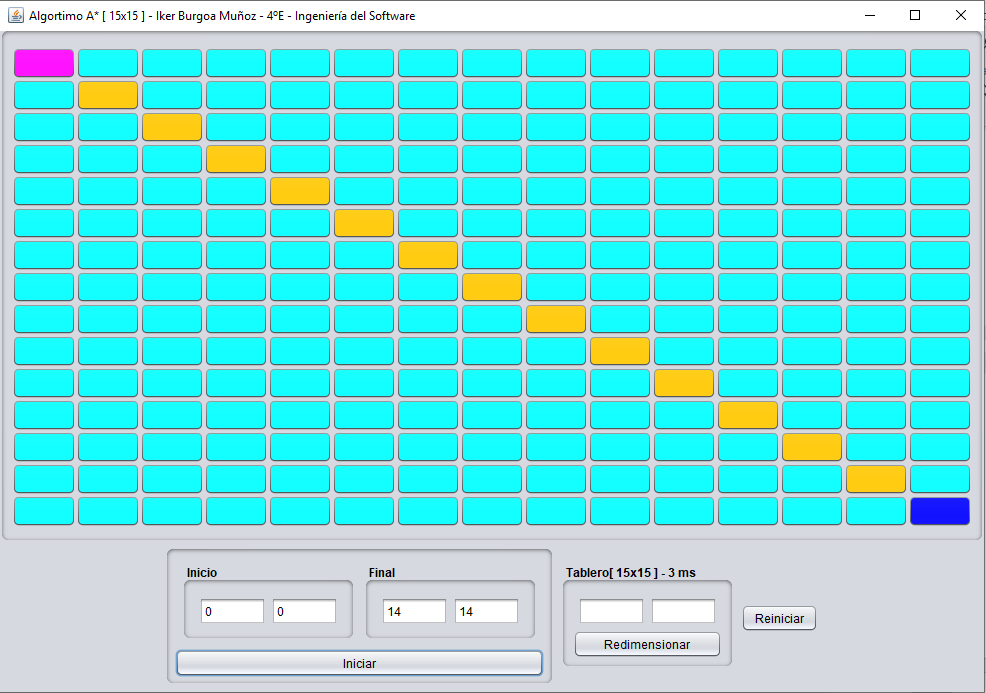 Algortimo A* [ 15x15 ] - Iker Burgoa Muñoz - 4ºE - Ingeniería del Software
Inicio
Final
Tablero[ 15x15 ] - 3 ms
0
0
14
14
Reiniciar
Redimensionar
Iniciar